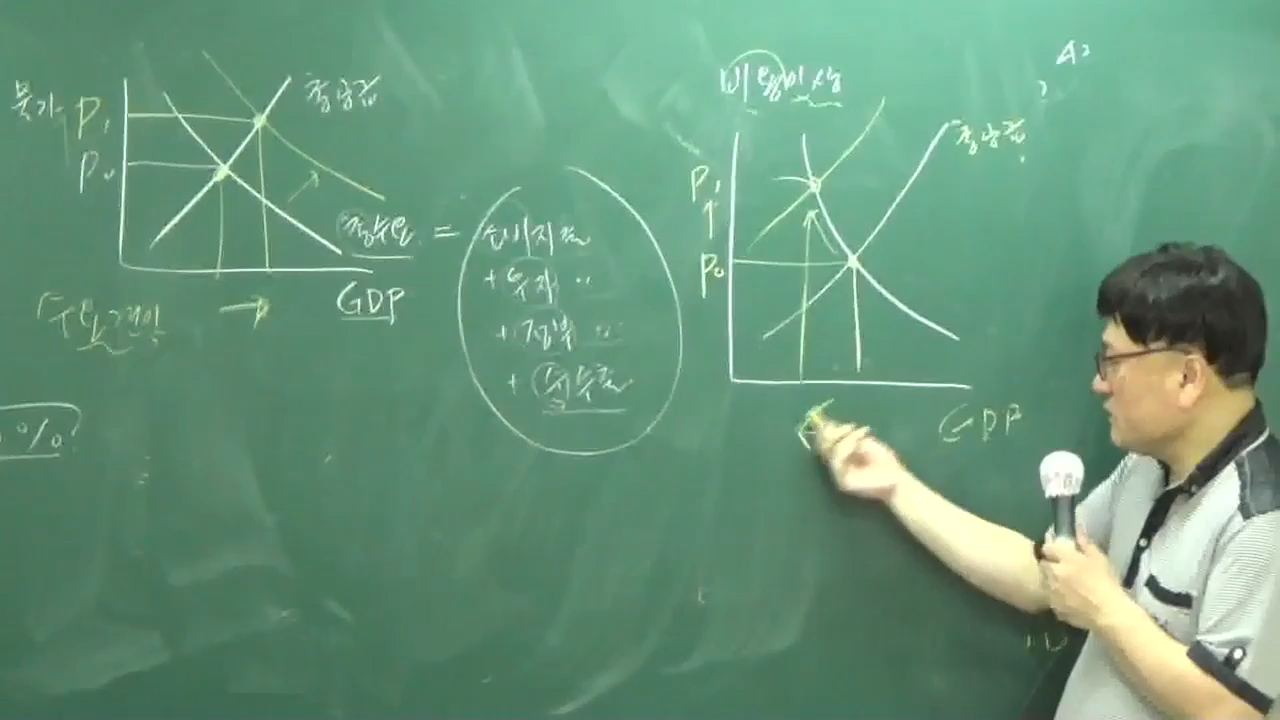 물가
P₁
P₀
총공급
총수요 = 소비지출
+ 투자 〃
+ 정부 〃
+ 순수출
GDP
「수요견인
→
%
비용인상
총공급
P₁
↑
P₀
GDP